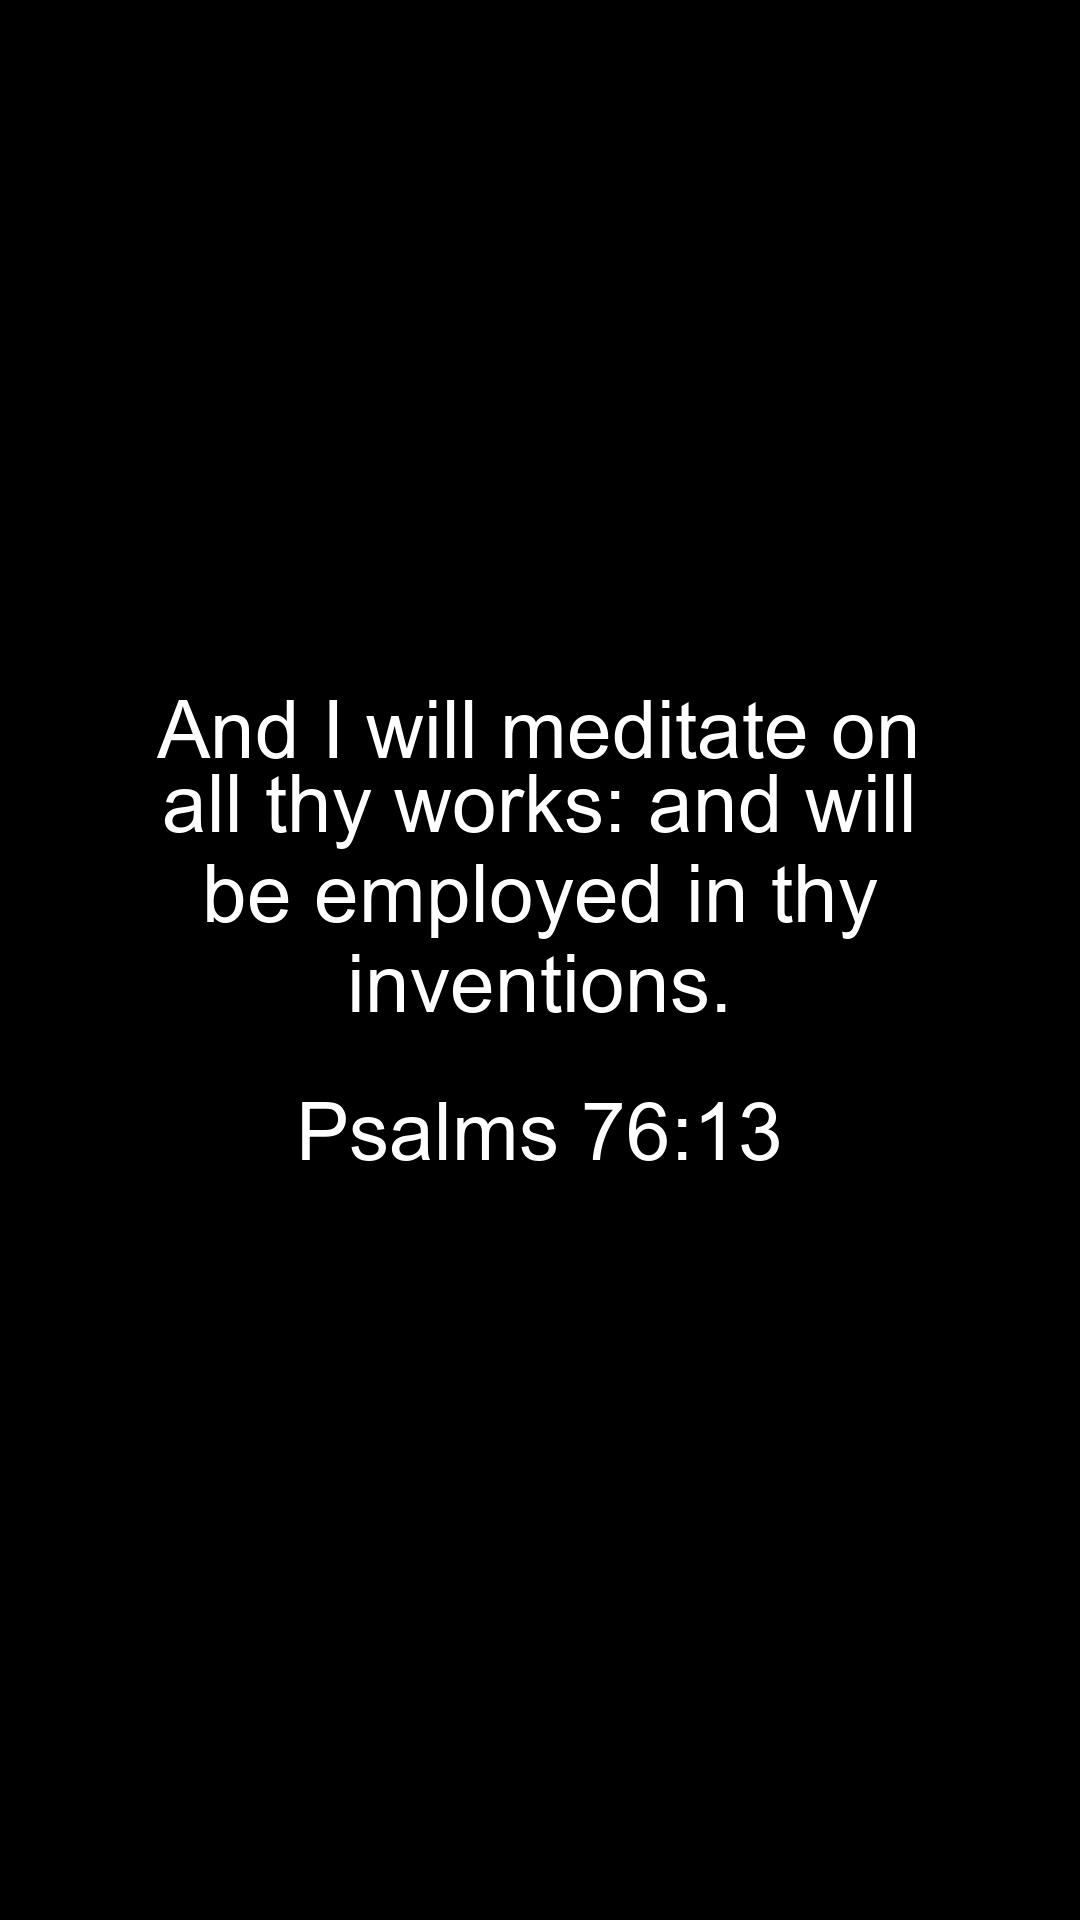 And I will meditate on
all thy works: and will
be employed in thy
inventions.
Psalms 76:13